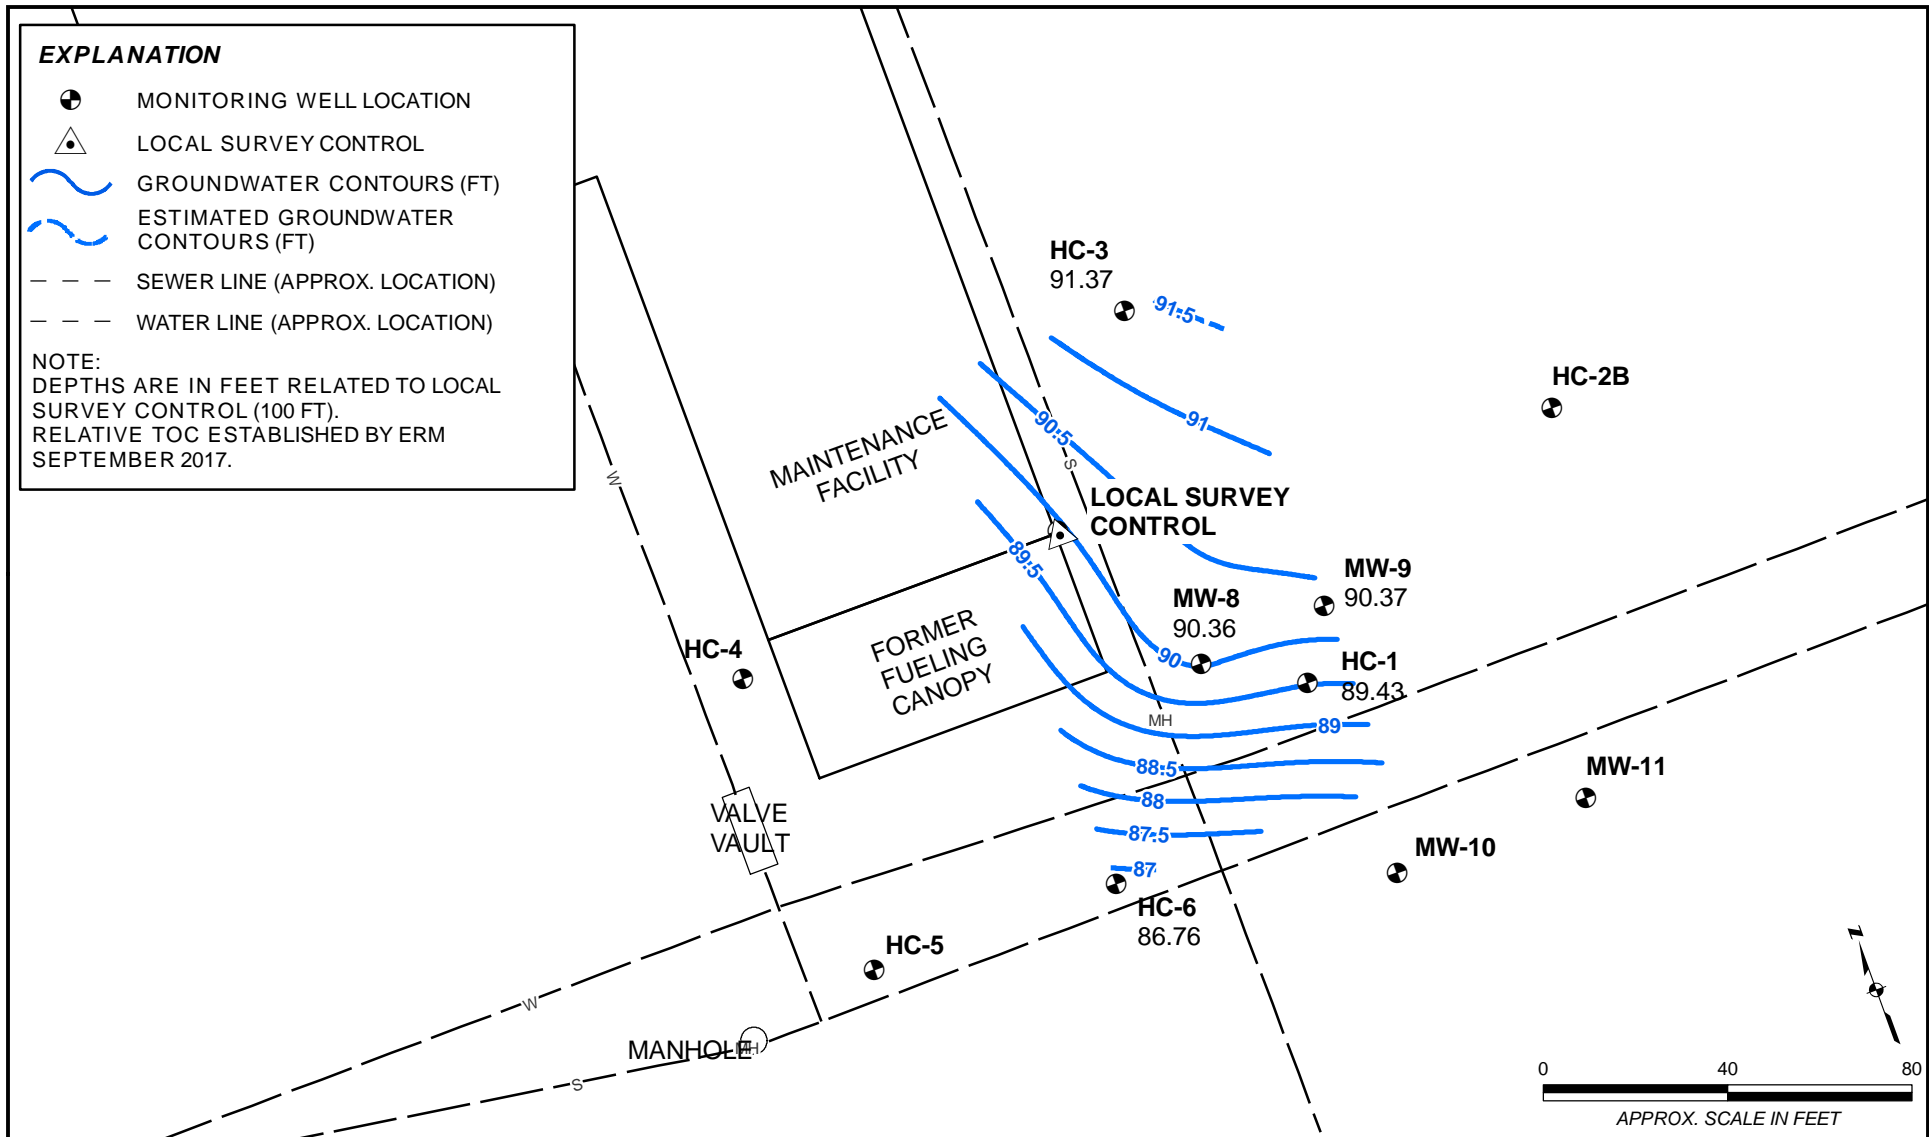 EXPLANATION
MONITORING WELL LOCATION
LOCAL SURVEY CONTROL
GROUNDWATER CONTOURS (FT)
ESTIMATED GROUNDWATER
CONTOURS (FT)
SEWER LINE (APPROX. LOCATION)
WATER LINE (APPROX. LOCATION)
NOTE:
DEPTHS ARE IN FEET RELATED TO LOCAL
SURVEY CONTROL (100 FT).
RELATIVE TOC ESTABLISHED BY ERM
SEPTEMBER 2017.
HC-3
91.37
91.5
HC-2B
91
90.5
MAINTENANCE
FACILITY
S
W
LOCAL SURVEY
CONTROL
89.5
MW-9
90.37
MW-8
90.36
FORMER
FUELING
CANOPY
HC-4
90
HC-1
89.43
MH
89
88.5
MW-11
88
VALVE
VAULT
87.5
MW-10
87
HC-6
86.76
HC-5
W
MANHOLE
MH
S
Z
0 40 80
APPROX. SCALE IN FEET